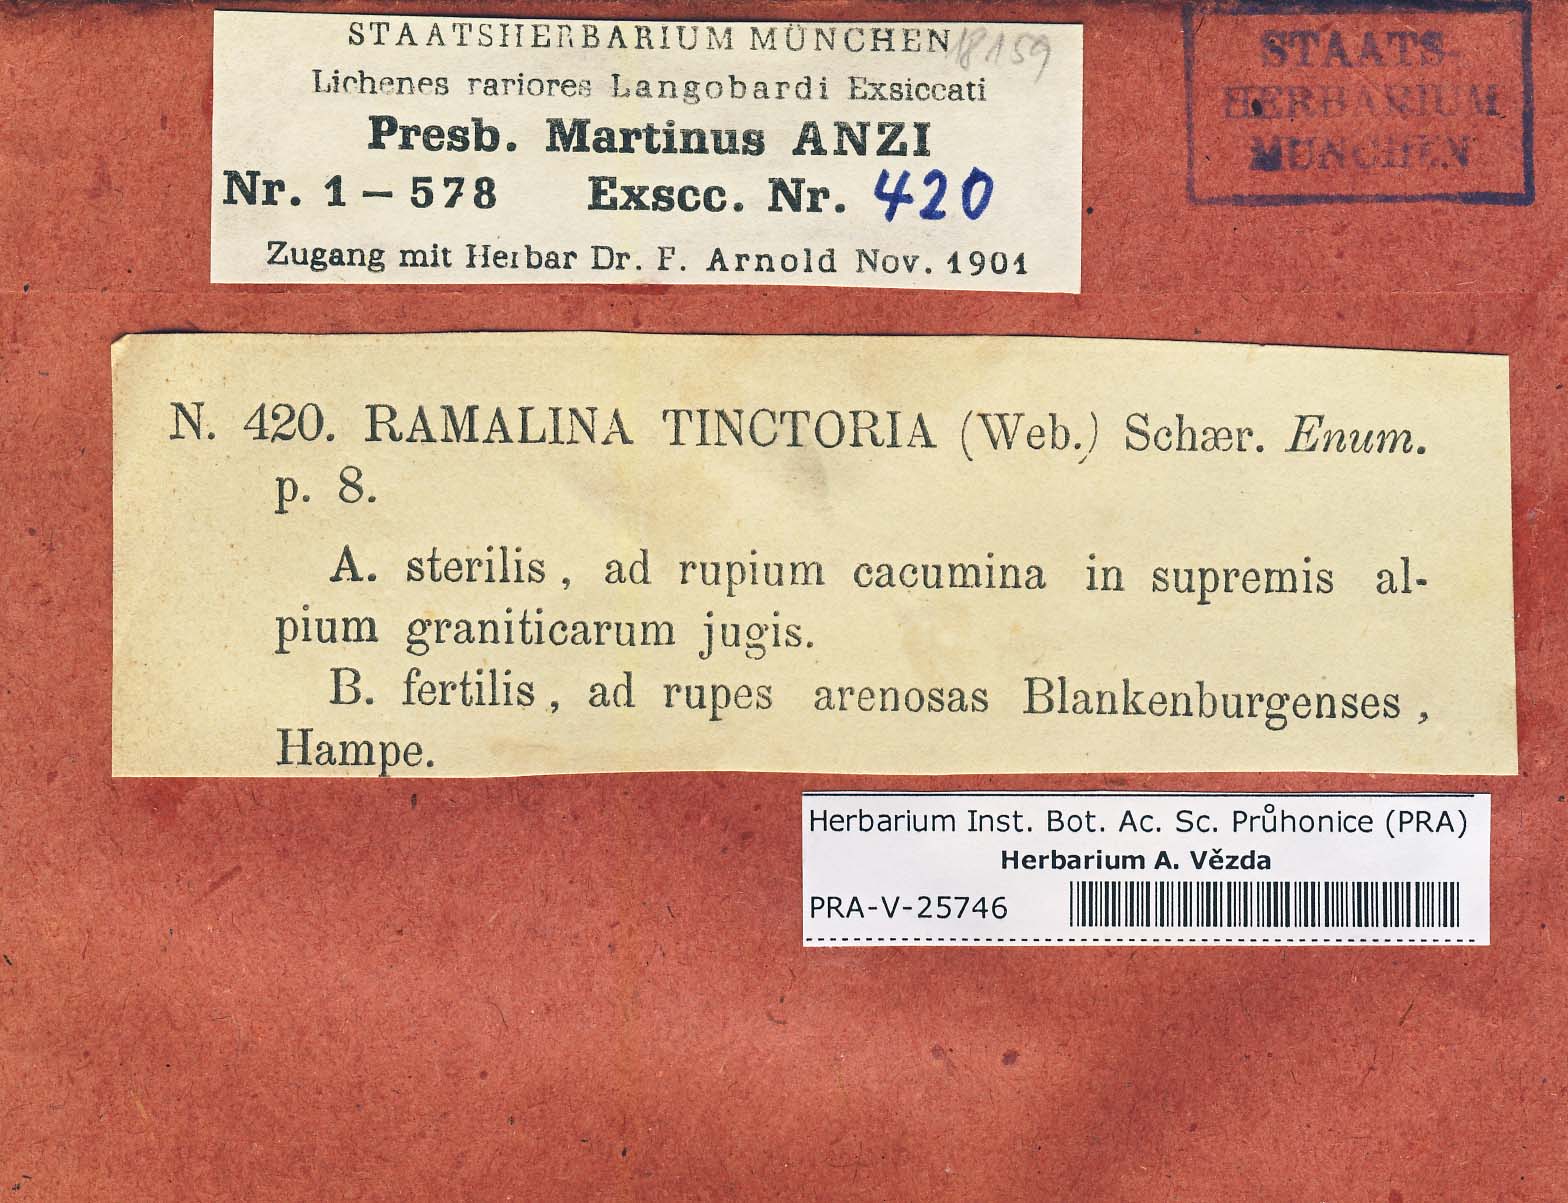 STAATSHERBARIUM MÜNCHEN 18159
Lichenes rariores Langobardi Exsiccati
Presb. Martinus ANZI
Nr. 1 – 578 Exscc. Nr. 420
Zugang mit Herbar Dr. F. Arnold Nov. 1901
STAATS-
HERBARIUM
MÜNCHEN
N. 420. RAMALINA TINCTORIA (Web.) Schær. Enum.
p. 8.
A. sterilis, ad rupium cacumina in supremis al-
pium graniticarum jugis.
B. fertilis, ad rupes arenosas Blankenburgenses,
Hampe.
Herbarium Inst. Bot. Ac. Sc. Průhonice (PRA)
Herbarium A. Vězda
PRA-V-25746